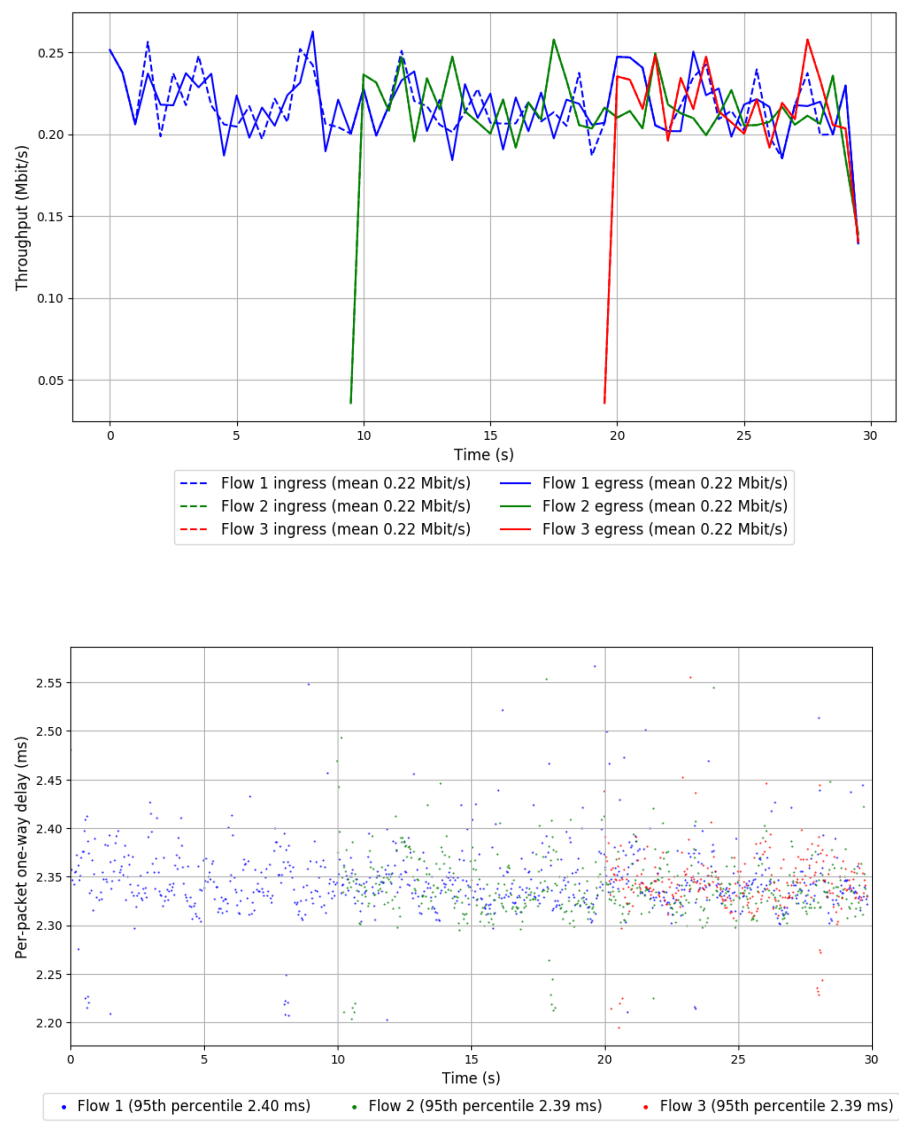 0.25
0.20
0.15
0.10
0.05
Throughput (Mbit/s)
0 5 10 15 20 25 30
Time (s)
Flow 1 ingress (mean 0.22 Mbit/s) Flow 1 egress (mean 0.22 Mbit/s)
Flow 2 ingress (mean 0.22 Mbit/s) Flow 2 egress (mean 0.22 Mbit/s)
Flow 3 ingress (mean 0.22 Mbit/s) Flow 3 egress (mean 0.22 Mbit/s)
2.55
2.50
2.45
2.40
2.35
2.30
2.25
2.20
Per-packet one-way delay (ms)
0 5 10 15 20 25 30
Time (s)
Flow 1 (95th percentile 2.40 ms) Flow 2 (95th percentile 2.39 ms) Flow 3 (95th percentile 2.39 ms)